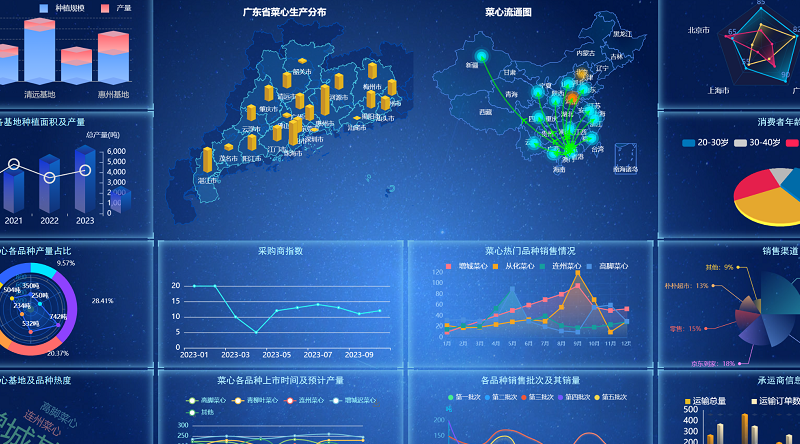 种植规模 产量
清远基地 惠州基地
广东省菜心生产分布
韶关市
清远市
河源市
梅州市
肇庆市
云浮市
江门市
深圳市
汕尾市
汕头市
茂名市
阳江市
湛江市
菜心流通图
黑龙江
吉林
内蒙古
辽宁
新疆
甘肃
青海
西藏
重庆
湖北
江西
云南
台湾
澳门
香港
海南
南海诸岛
85
北京市
上海市
各基地种植面积及产量
总产量(吨)
6,000
5,000
4,000
3,000
2,000
1,000
0
2021 2022 2023
消费者年龄
20-30岁 30-40岁
心各品种产量占比
9.57%
28.41%
20.37%
504吨
350吨
250吨
234吨
742吨
532吨
采购商指数
20
15
10
5
0
2023-01 2023-03 2023-05 2023-07 2023-09
菜心热门品种销售情况
增城菜心 从化菜心 连州菜心 高脚菜心
120
100
80
60
40
20
0
1月 2月 3月 4月 5月 6月 7月 8月 9月 10月 11月 12月
销售渠道
其他: 9%
朴朴超市: 13%
零售: 15%
京东到家: 18%
心基地及品种热度
高脚菜心
连州菜心
增城
菜心各品种上市时间及预计产量
高脚菜心 青柳叶菜心 连州菜心 增城迟菜心
其他
300
250
200
各品种销售批次及其销量
第一批次 第二批次 第三批次 第四批次 第五批次
吨
150
承运商信息
运输总量 运输订单数
500
400
300
200